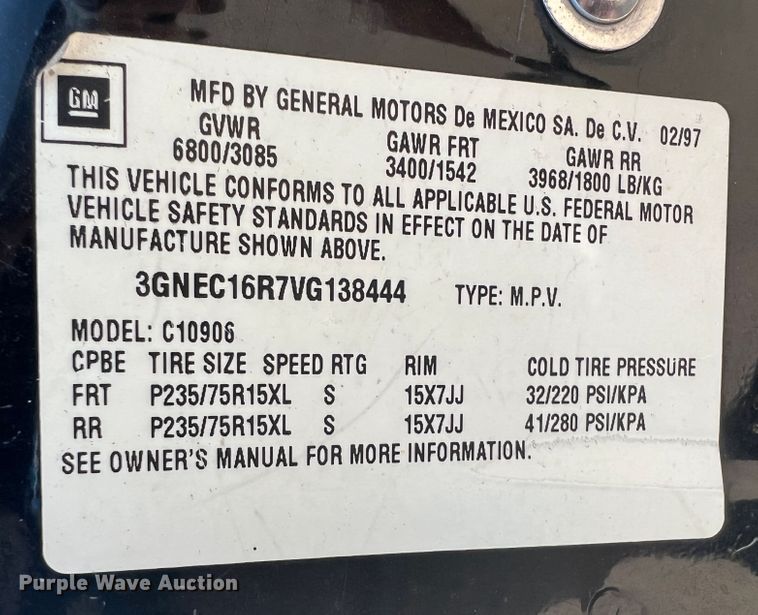 GM
MFD BY GENERAL MOTORS De MEXICO SA. De C.V. 02/97
GVWR GAWR FRT GAWR RR
6800/3085 3400/1542 3968/1800 LB/KG
THIS VEHICLE CONFORMS TO ALL APPLICABLE U.S. FEDERAL MOTOR
VEHICLE SAFETY STANDARDS IN EFFECT ON THE DATE OF
MANUFACTURE SHOWN ABOVE.
3GNEC16R7VG138444 TYPE: M.P.V.
MODEL: C10906
CPBE TIRE SIZE SPEED RTG RIM COLD TIRE PRESSURE
FRT P235/75R15XL S 15X7JJ 32/220 PSI/KPA
RR P235/75R15XL S 15X7JJ 41/280 PSI/KPA
SEE OWNER'S MANUAL FOR MORE INFORMATION.
Purple Wave Auction